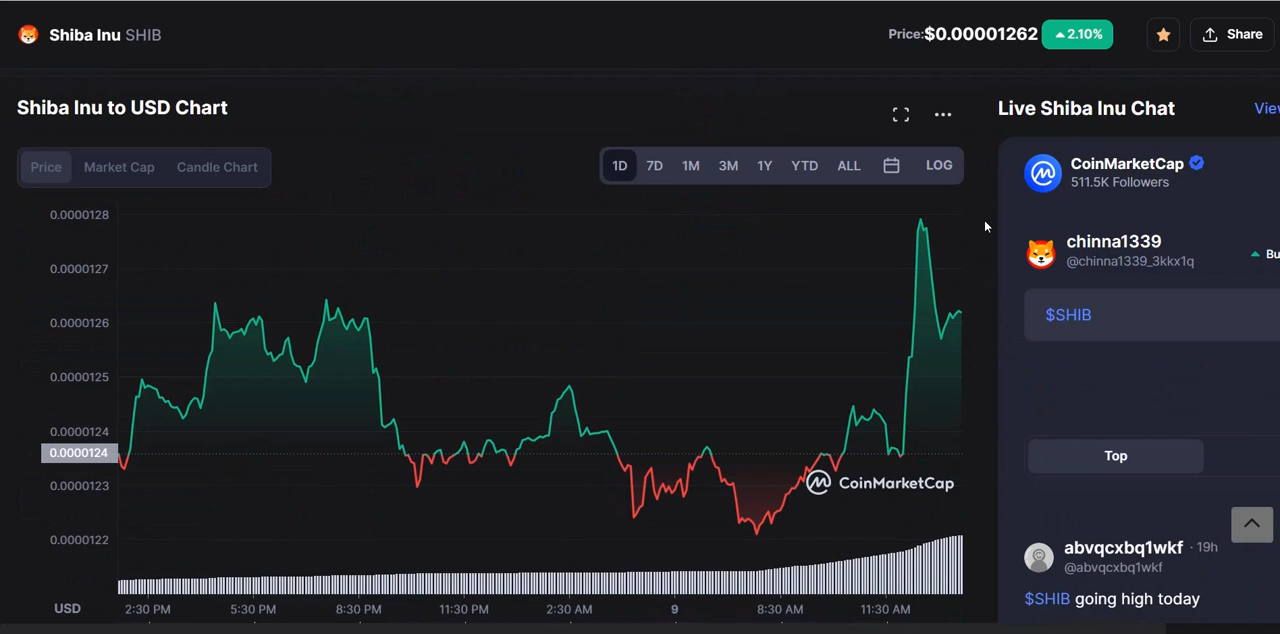 Shiba Inu SHIB
Price:$0.00001262 2.10%
Share
Shiba Inu to USD Chart
Price Market Cap Candle Chart
1D 7D 1M 3M 1Y YTD ALL LOG
0.0000128
0.0000127
0.0000126
0.0000125
0.0000124
0.0000124
0.0000123
0.0000122
CoinMarketCap
USD 2:30 PM 5:30 PM 8:30 PM 11:30 PM 2:30 AM 9 8:30 AM 11:30 AM
Live Shiba Inu Chat
Vie
CoinMarketCap
511.5K Followers
chinna1339
@chinna1339_3kkx1q
Bu
$SHIB
Top
abvqcxbq1wkf · 19h
@abvqcxbq1wkf
$SHIB going high today